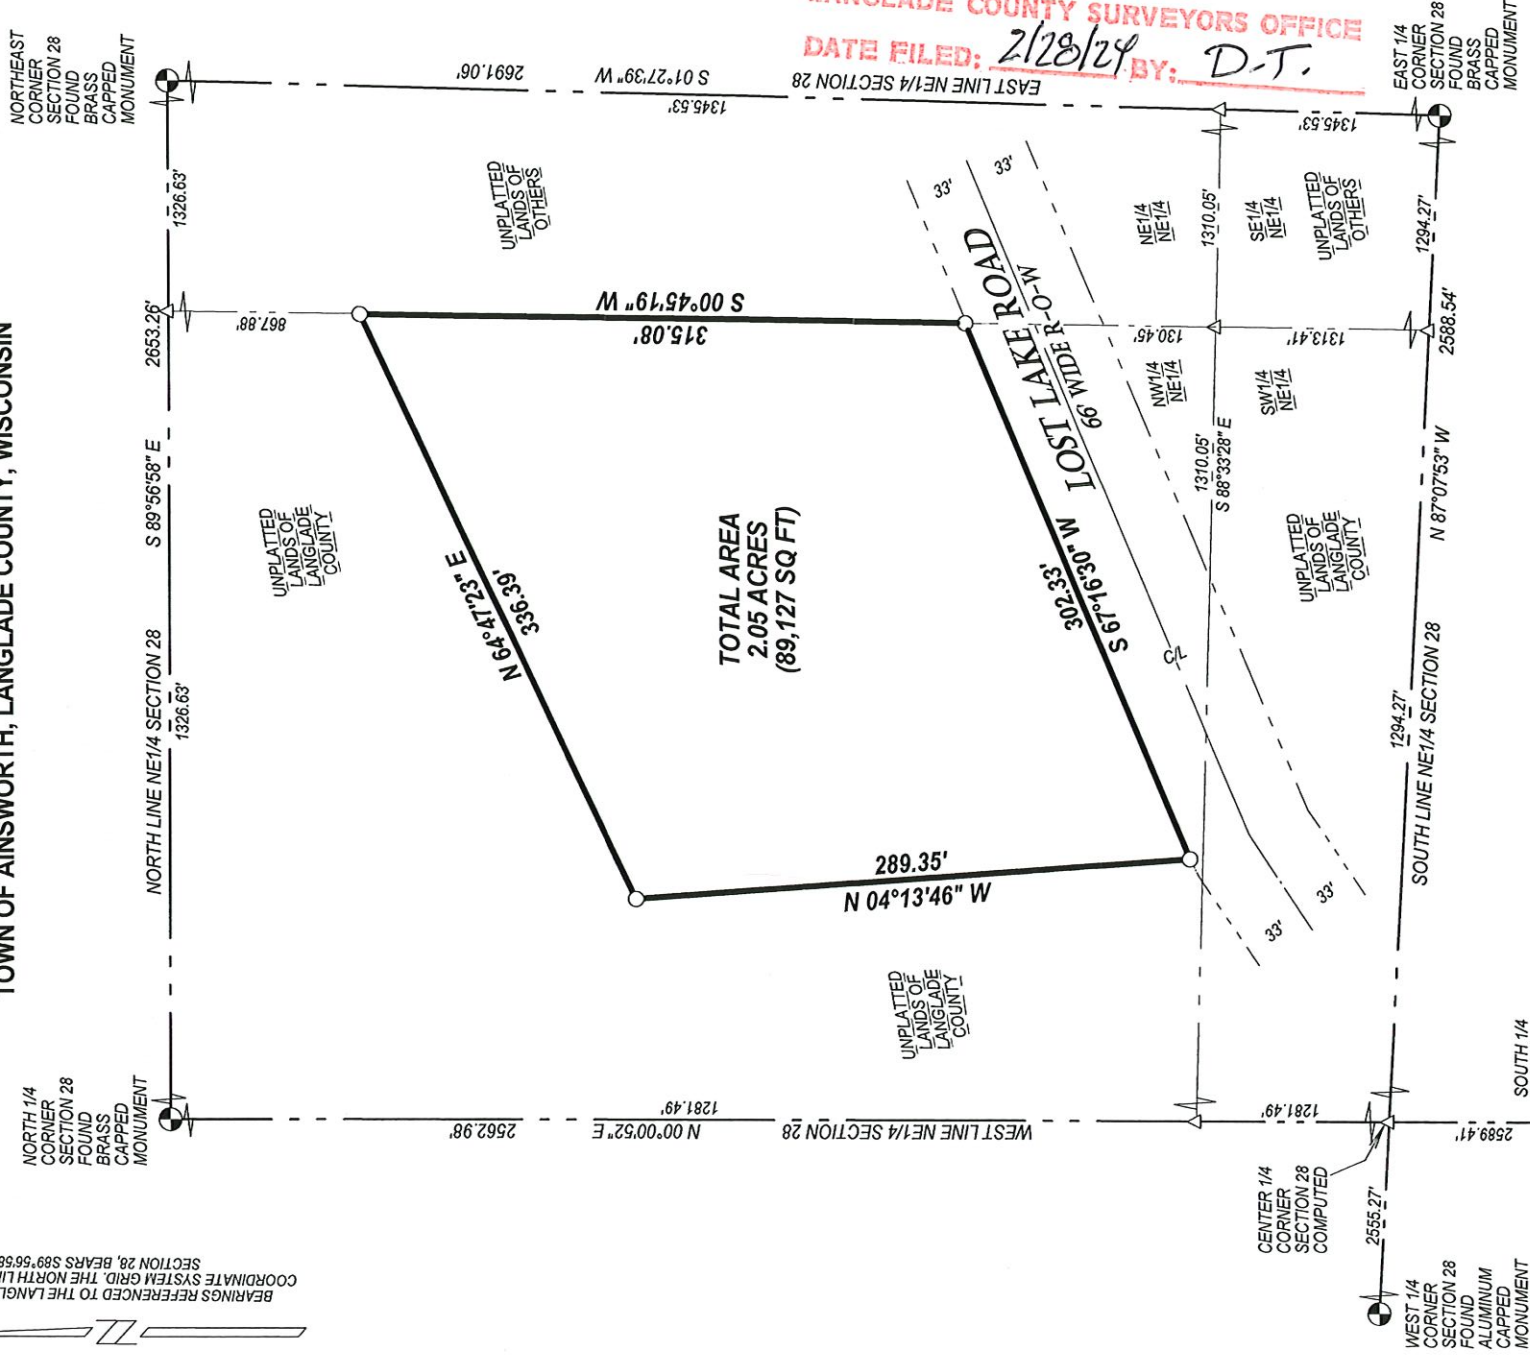 TOWN OF AINSWORTH, LANGLADE COUNTY, WISCONSIN
LANGLADE COUNTY SURVEYORS OFFICE
DATE FILED: 2/28/24 BY: D.T.
NORTHEAST
CORNER
SECTION 28
FOUND
BRASS
CAPPED
MONUMENT
EAST 1/4
CORNER
SECTION 28
FOUND
BRASS
CAPPED
MONUMENT
2691.06'
S 01°27'39" W
1345.53'
EAST LINE NE1/4 SECTION 28
1345.53'
1326.63'
2653.26'
S 89°56'58" E
NORTH LINE NE1/4 SECTION 28
1326.63'
867.88'
UNPLATTED
LANDS OF
OTHERS
S 00°45'19" W
315.08'
33'
33'
LOST LAKE ROAD
66' WIDE R-O-W
130.45'
1313.41'
NE1/4
NE1/4
1310.05'
SE1/4
NE1/4
UNPLATTED
LANDS OF
OTHERS
1294.27'
2588.54'
NW1/4
NE1/4
SW1/4
NE1/4
1310.05'
S 88°33'28" E
N 87°07'53" W
UNPLATTED
LANDS OF
LANGLADE
COUNTY
N 64°47'23" E
336.39'
TOTAL AREA
2.05 ACRES
(89,127 SQ FT)
302.33'
S 67°16'30" W
C/L
UNPLATTED
LANDS OF
LANGLADE
COUNTY
1294.27'
SOUTH LINE NE1/4 SECTION 28
289.35'
N 04°13'46" W
33'
33'
UNPLATTED
LANDS OF
LANGLADE
COUNTY
NORTH 1/4
CORNER
SECTION 28
FOUND
BRASS
CAPPED
MONUMENT
2562.98'
N 00°00'52" E
1281.49'
WEST LINE NE1/4 SECTION 28
1281.49'
2589.41'
SOUTH 1/4
CENTER 1/4
CORNER
SECTION 28
COMPUTED
2555.27'
WEST 1/4
CORNER
SECTION 28
FOUND
ALUMINUM
CAPPED
MONUMENT
BEARINGS REFERENCED TO THE
COORDINATE SYSTEM GRID. THE NORTH
SECTION 28, BEARS S89°56'58